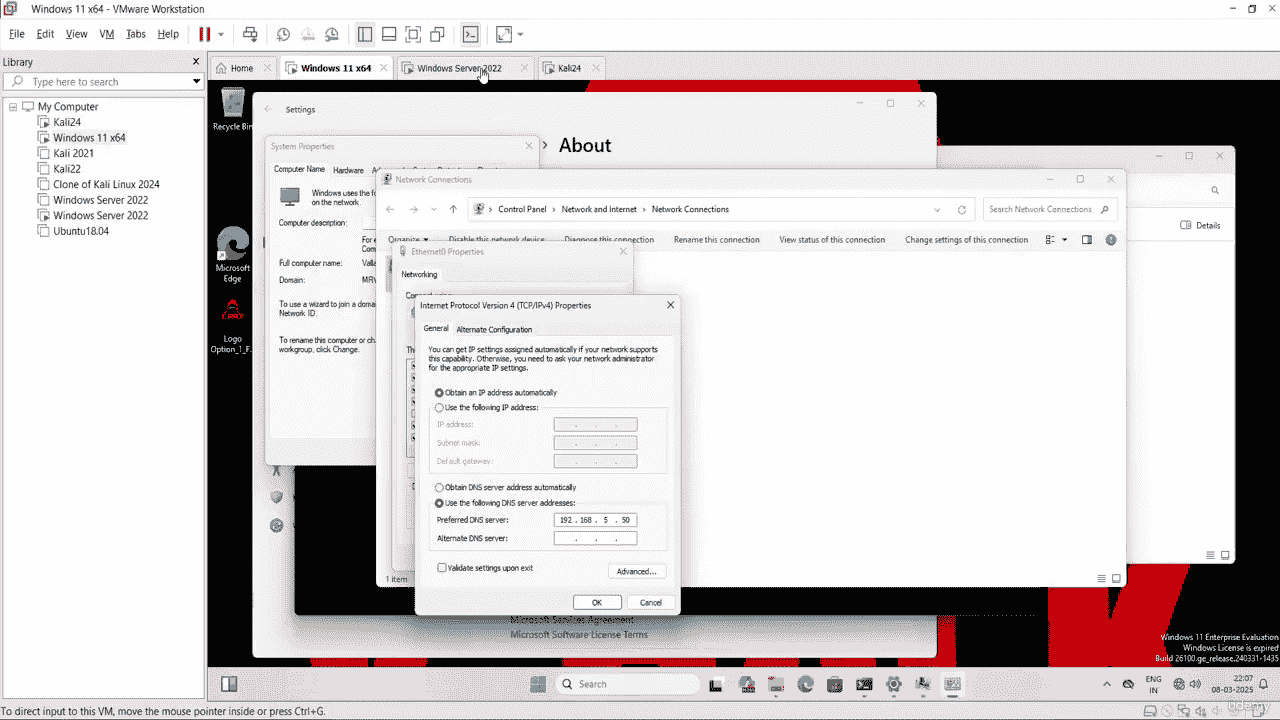 Windows 11 x64 - VMware Workstation
File Edit View VM Tabs Help
Library
Type here to search
My Computer
Kali24
Windows 11 x64
Kali 2021
Kali22
Clone of Kali Linux 2024
Windows Server 2022
Windows Server 2022
Ubuntu18.04
Home
Windows 11 x64
Windows Server 2022
Kali24
Recycle Bin
Microsoft
Edge
Logo
Option_1_F
Settings
About
System Properties
Computer Name Hardware
Windows uses the fo
on the network.
Computer description:
Full computer name:
Domain:
To use a wizard to join a doma
Network ID.
To rename this computer or ch
workgroup, click Change.
Network Connections
Control Panel > Network and Internet > Network Connections
Search Network Connections
Organize Disable this network device Diagnose this connection Rename this connection View status of this connection Change settings of this connection
Details
1 item
Ethernet0 Properties
Networking
Internet Protocol Version 4 (TCP/IPv4) Properties
General Alternate Configuration
You can get IP settings assigned automatically if your network supports
this capability. Otherwise, you need to ask your network administrator
for the appropriate IP settings.
Obtain an IP address automatically
Use the following IP address:
IP address:
Subnet mask:
Default gateway:
Obtain DNS server address automatically
Use the following DNS server addresses:
Preferred DNS server: 192 . 168 . 5 . 50
Alternate DNS server:
Validate settings upon exit
Advanced...
OK Cancel
Microsoft Services Agreement
Microsoft Software License Terms
Windows 11 Enterprise Evaluation
Windows License is expired
Build 26100.ge_release.240331-1435
Search
ENG
IN
22:07
08-03-2025
To direct input to this VM, move the mouse pointer inside or press Ctrl+G.
udemy